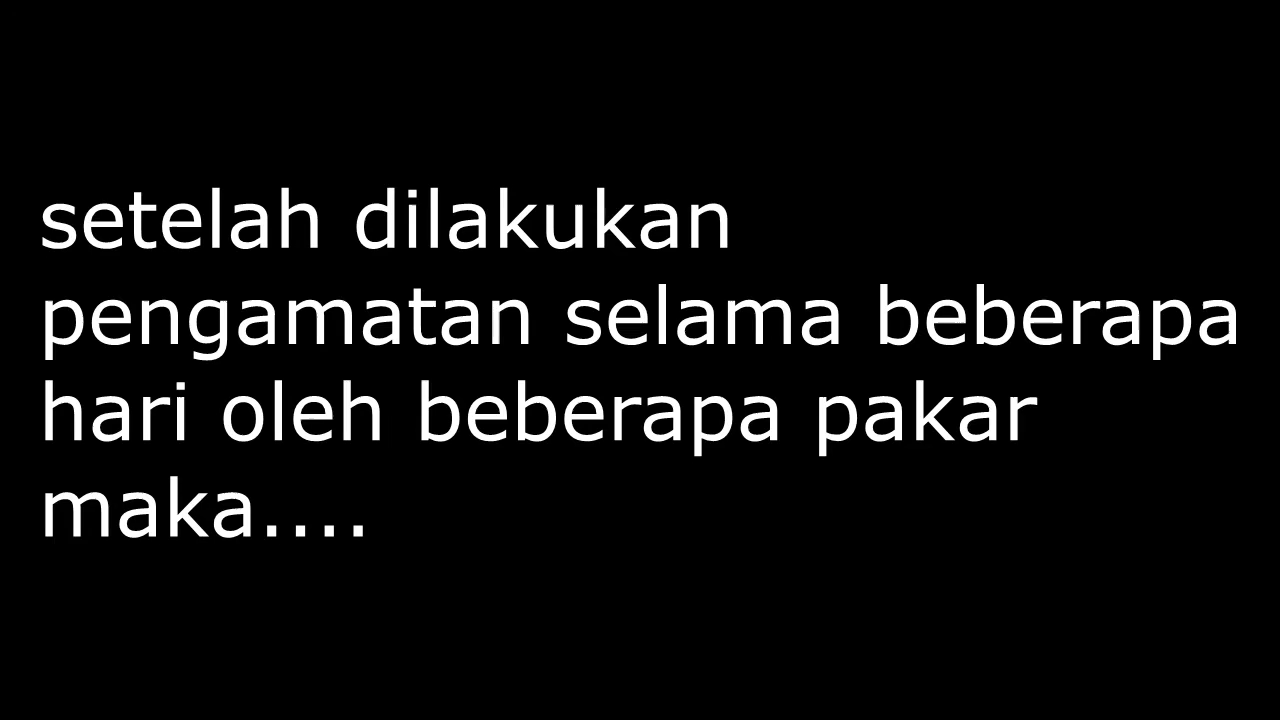 setelah dilakukan
pengamatan selama beberapa
hari oleh beberapa pakar
maka....